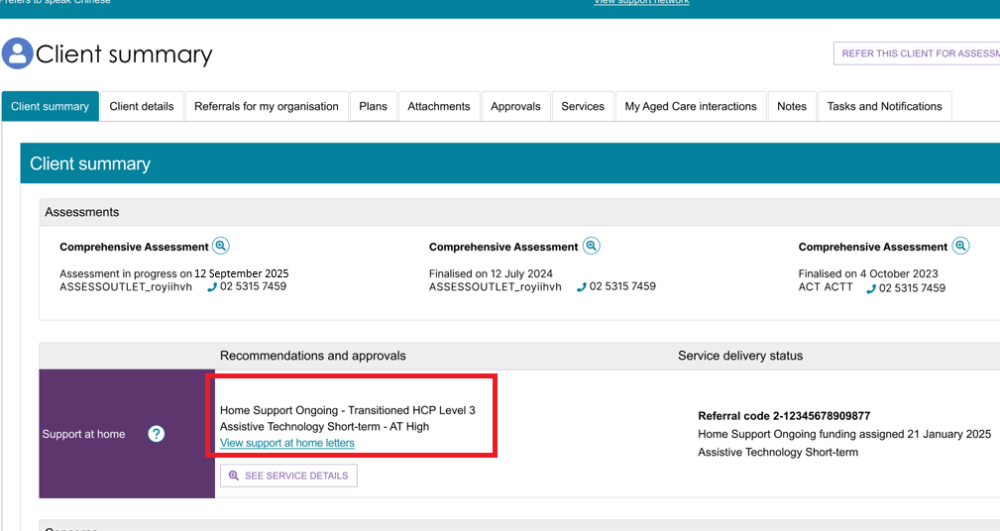 Prefers to speak Chinese
View support network
Client summary
REFER THIS CLIENT FOR ASSESSM
Client summary
Client details
Referrals for my organisation
Plans
Attachments
Approvals
Services
My Aged Care interactions
Notes
Tasks and Notifications
Client summary
Assessments
Comprehensive Assessment
Assessment in progress on 12 September 2025
ASSESSOUTLET_royiihvh 02 5315 7459
Comprehensive Assessment
Finalised on 12 July 2024
ASSESSOUTLET_royiihvh 02 5315 7459
Comprehensive Assessment
Finalised on 4 October 2023
ACT ACTT 02 5315 7459
Recommendations and approvals
Service delivery status
Support at home ?
Home Support Ongoing - Transitioned HCP Level 3
Assistive Technology Short-term - AT High
View support at home letters
SEE SERVICE DETAILS
Referral code 2-12345678909877
Home Support Ongoing funding assigned 21 January 2025
Assistive Technology Short-term